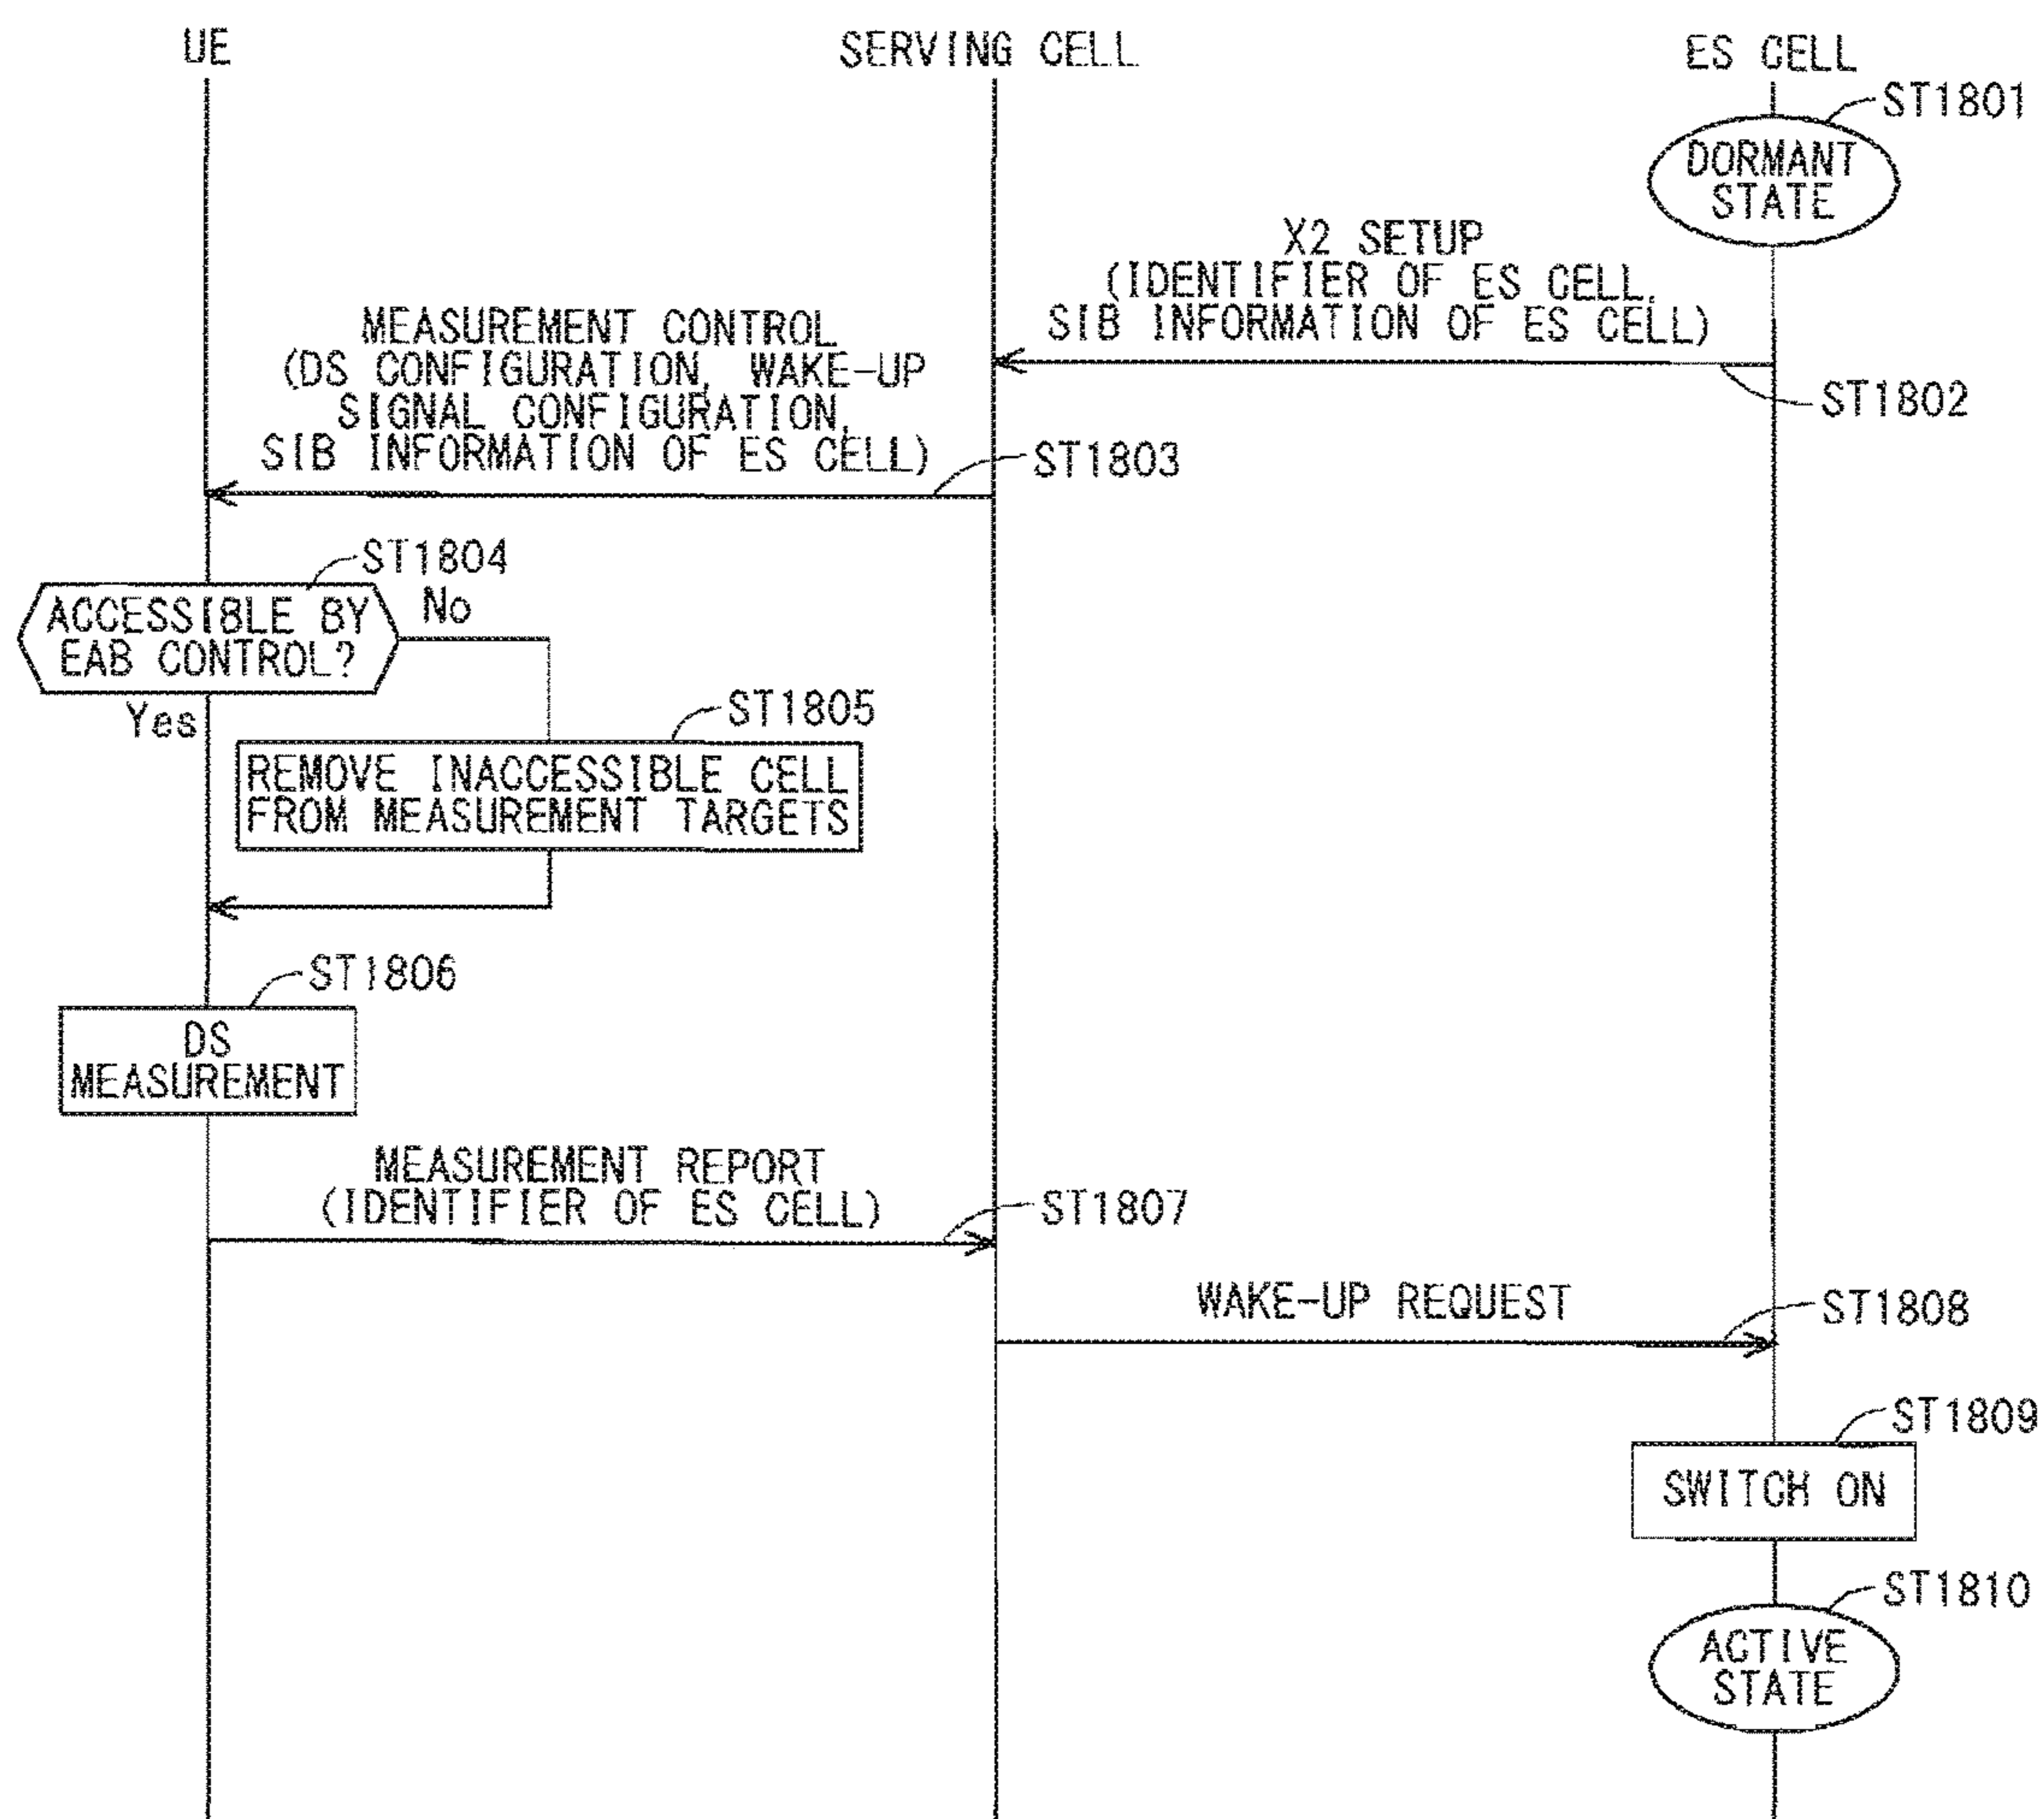 UE
SERVING CELL
ES CELL
ST1801
DORMANT
STATE
X2 SETUP
(IDENTIFIER OF ES CELL,
SIB INFORMATION OF ES CELL)
ST1802
MEASUREMENT CONTROL
(DS CONFIGURATION, WAKE-UP
SIGNAL CONFIGURATION,
SIB INFORMATION OF ES CELL)
ST1803
ST1804
ACCESSIBLE BY
EAB CONTROL?
No
Yes
ST1805
REMOVE INACCESSIBLE CELL
FROM MEASUREMENT TARGETS
ST1806
DS
MEASUREMENT
MEASUREMENT REPORT
(IDENTIFIER OF ES CELL)
ST1807
WAKE-UP REQUEST
ST1808
ST1809
SWITCH ON
ST1810
ACTIVE
STATE